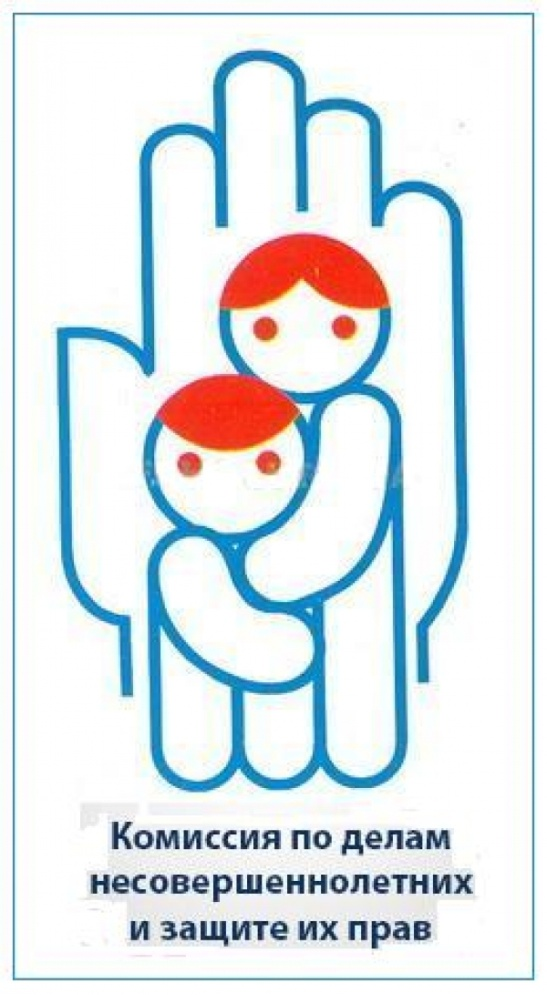 Комиссия по делам
несовершеннолетних
и защите их прав